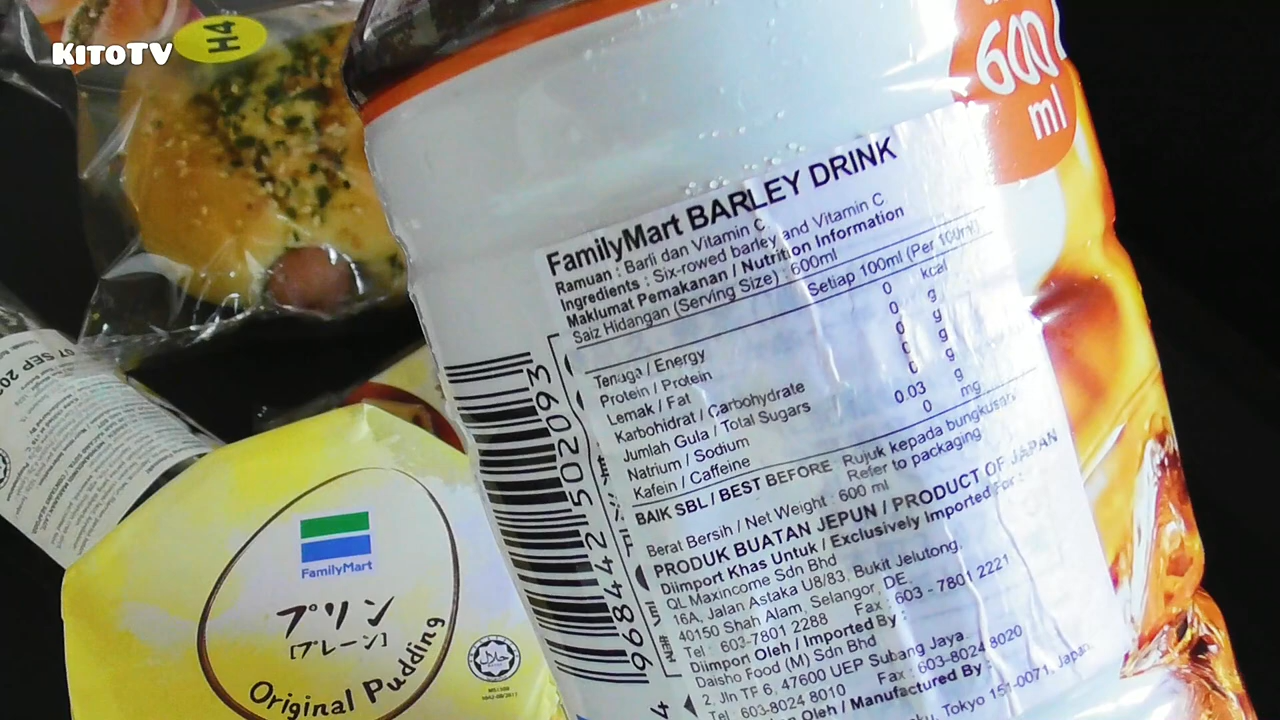 KITOTV
H4
600
ml
FamilyMart BARLEY DRINK
Ramuan : Barli dan Vitamin C
Ingredients : Six-rowed barley and Vitamin C
Maklumat Pemakanan / Nutrition Information
Saiz Hidangan (Serving Size) : 600ml
Setiap 100ml (Per 100ml)
Tenaga / Energy 0 kcal
Protein / Protein 0 g
Lemak / Fat 0 g
Karbohidrat / Carbohydrate 0 g
Jumlah Gula / Total Sugars 0 g
Natrium / Sodium 0.03 g
Kafein / Caffeine 0 mg
BAIK SBL / BEST BEFORE Rujuk kepada bungkusan
Refer to packaging
Berat Bersih / Net Weight : 600 ml
PRODUK BUATAN JEPUN / PRODUCT OF JAPAN
Diimport Khas Untuk / Exclusively Imported For :
QL Maxincome Sdn Bhd
16A, Jalan Astaka U8/83, Bukit Jelutong,
40150 Shah Alam, Selangor, DE.
Tel : 603-7801 2288 Fax : 603 - 7801 2221
Diimport Oleh / Imported By :
Daisho Food (M) Sdn Bhd
2, Jln TF 6, 47600 UEP Subang Jaya.
Tel : 603-8024 8010 Fax : 603-8024 8020
Oleh / Manufactured By :
Tokyo 151-0071, Japan
9684425 02093
07 SEP
FamilyMart
プリン
[プレーン]
Original Pudding